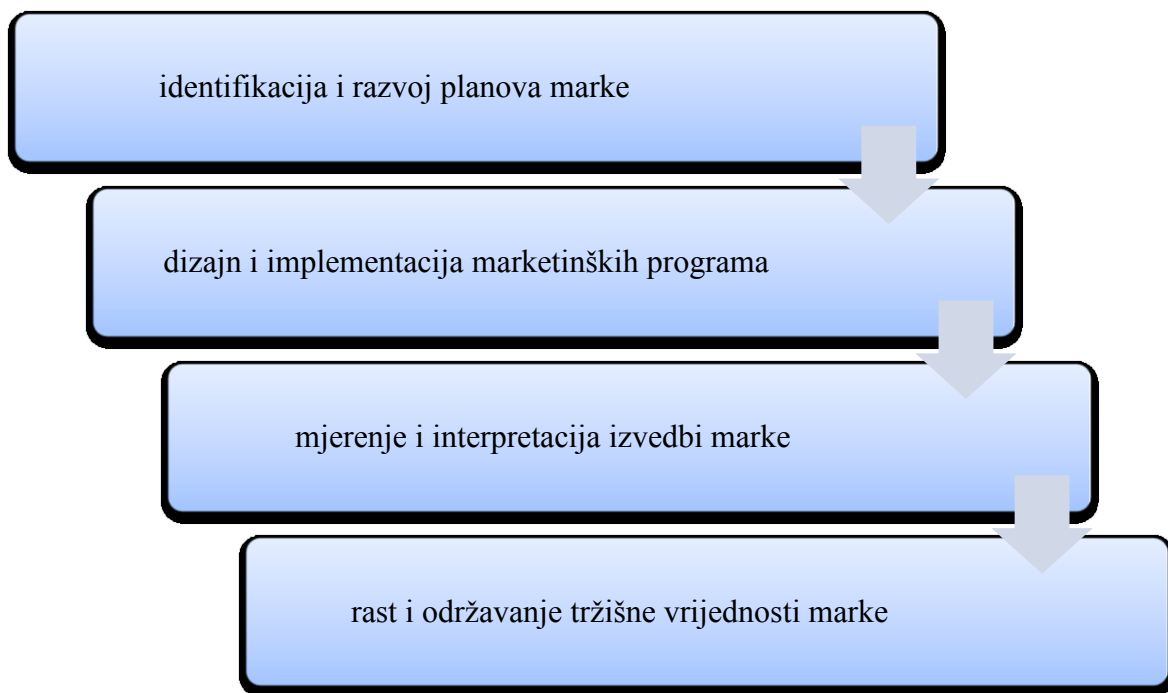 identifikacija i razvoj planova marke
dizajn i implementacija marketinških programa
mjerenje i interpretacija izvedbi marke
rast i održavanje tržišne vrijednosti marke